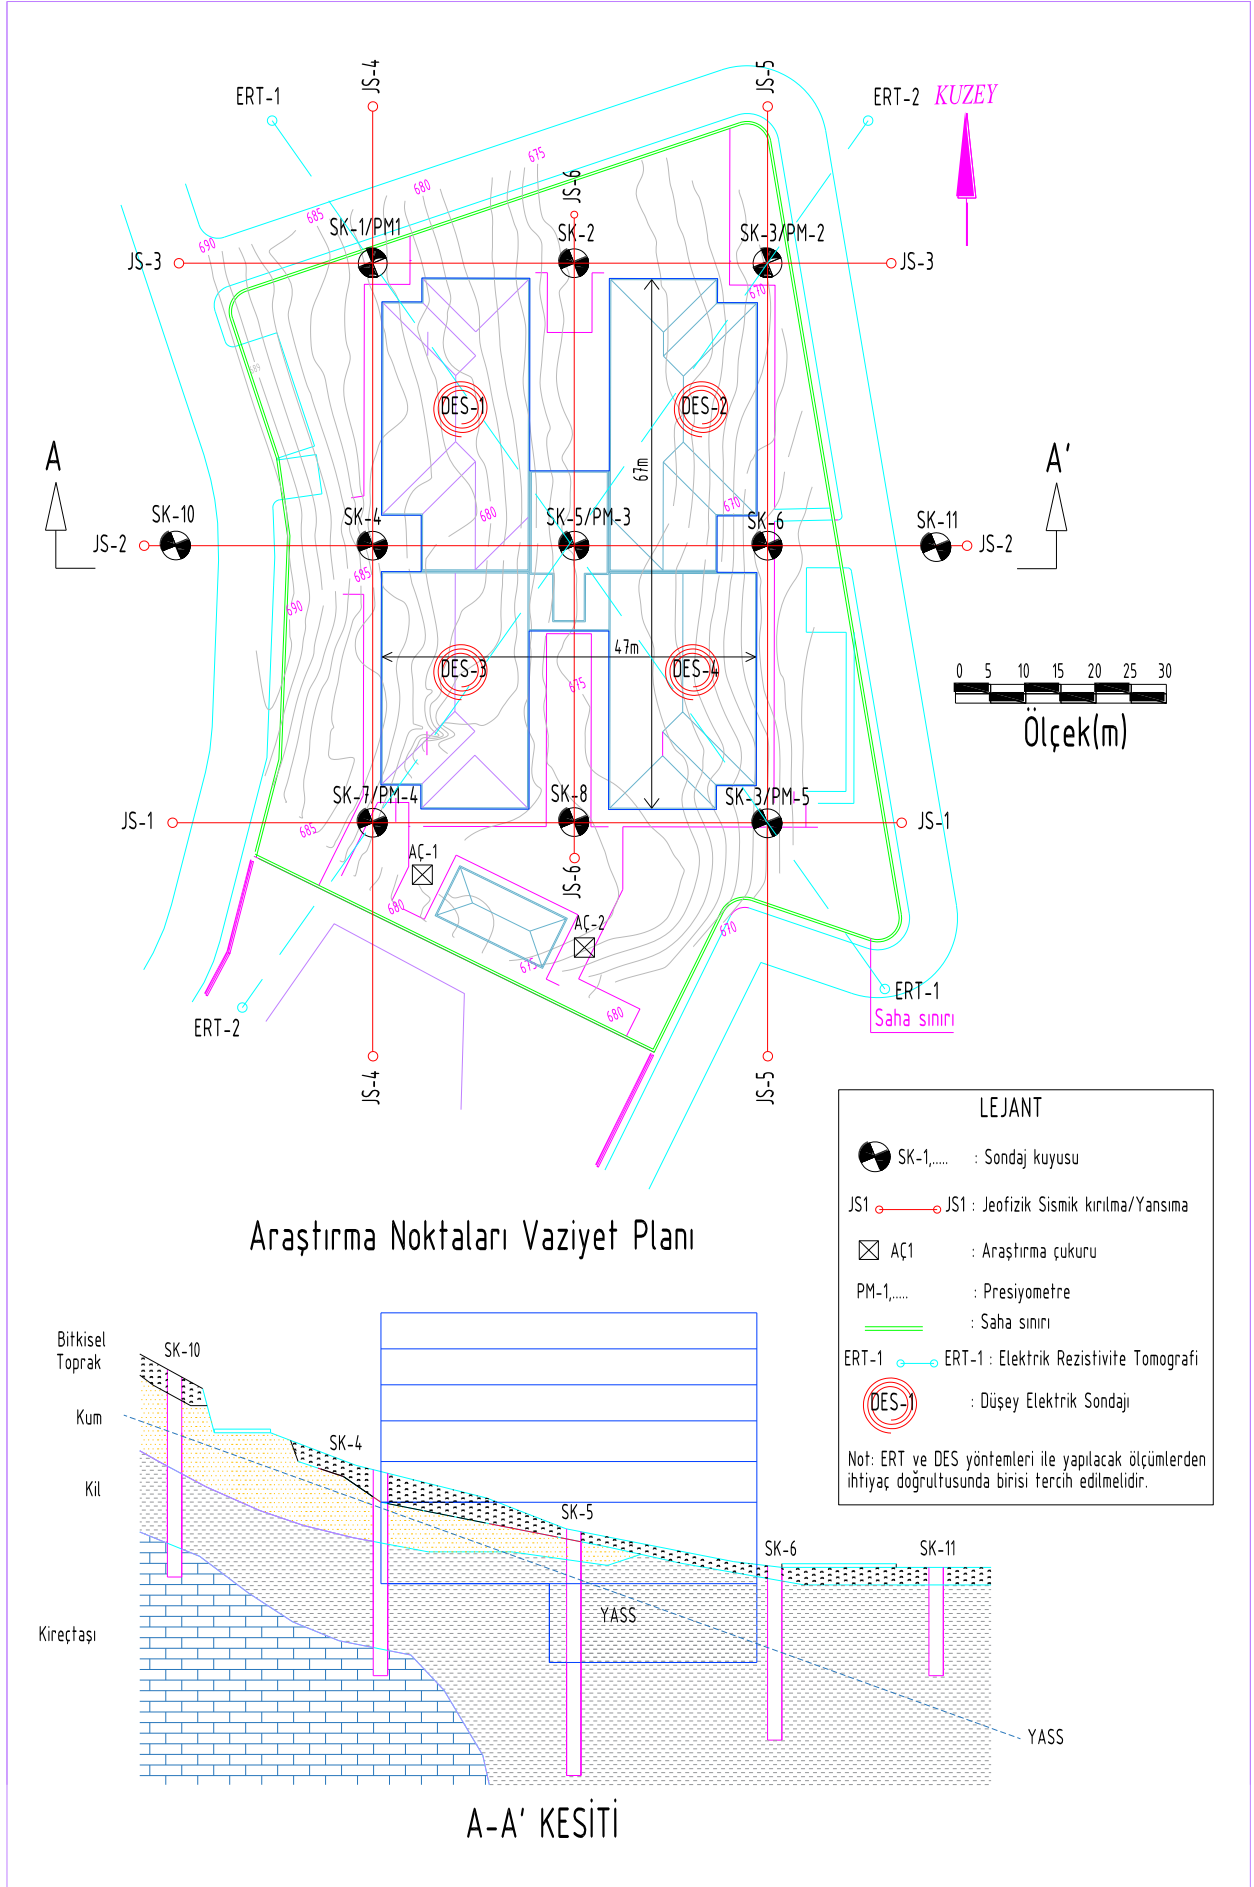 JS-4
JS-5
ERT-1
ERT-2
KUZEY
675
JS-6
680
685
SK-1/PM1
SK-2
SK-3/PM-2
690
JS-3
JS-3
670
689
DES-1
DES-2
67m
A
A'
680
670
SK-10
SK-4
SK-5/PM-3
SK-6
SK-11
JS-2
JS-2
685
690
47m
DES-3
DES-4
675
0 5 10 15 20 25 30
Ölçek(m)
SK-7/PM-4
SK-8
SK-3/PM-5
JS-1
JS-1
685
AÇ-1
JS-6
680
AÇ-2
670
675
ERT-1
680
Saha sınırı
ERT-2
JS-4
JS-5
LEJANT
SK-1,..... : Sondaj kuyusu
JS1 JS1 : Jeofizik Sismik kırılma/Yansıma
AÇ1 : Araştırma çukuru
PM-1,..... : Presiyometre
: Saha sınırı
ERT-1 ERT-1 : Elektrik Rezistivite Tomografi
DES-1 : Düşey Elektrik Sondajı
Not: ERT ve DES yöntemleri ile yapılacak ölçümlerden
ihtiyaç doğrultusunda birisi tercih edilmelidir.
Araştırma Noktaları Vaziyet Planı
Bitkisel
Toprak
SK-10
Kum
SK-4
Kil
SK-5
SK-6
SK-11
YASS
Kireçtaşı
YASS
A-A' KESİTİ